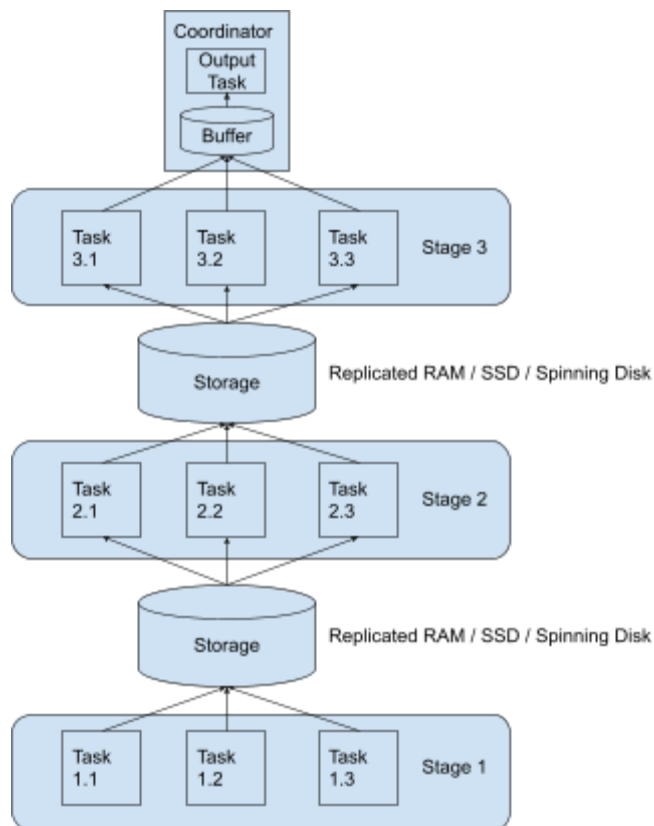 Coordinator
Output
Task
Buffer
Task
3.1
Task
3.2
Task
3.3
Stage 3
Storage
Replicated RAM / SSD / Spinning Disk
Task
2.1
Task
2.2
Task
2.3
Stage 2
Storage
Replicated RAM / SSD / Spinning Disk
Task
1.1
Task
1.2
Task
1.3
Stage 1